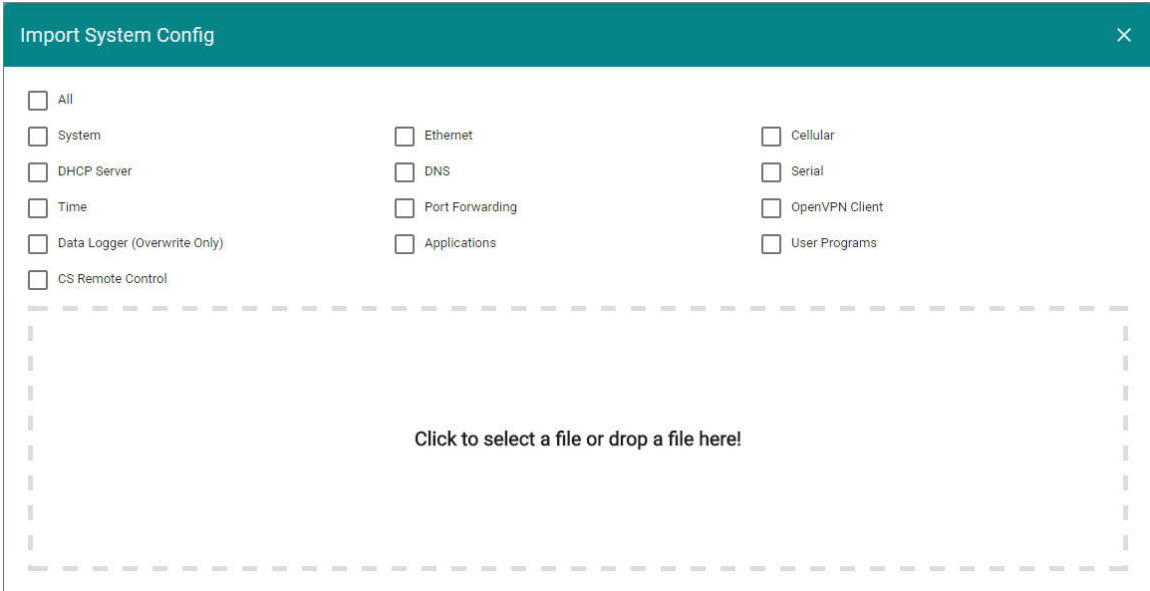 Import System Config
All
System Ethernet Cellular
DHCP Server DNS Serial
Time Port Forwarding OpenVPN Client
Data Logger (Overwrite Only) Applications User Programs
CS Remote Control
Click to select a file or drop a file here!